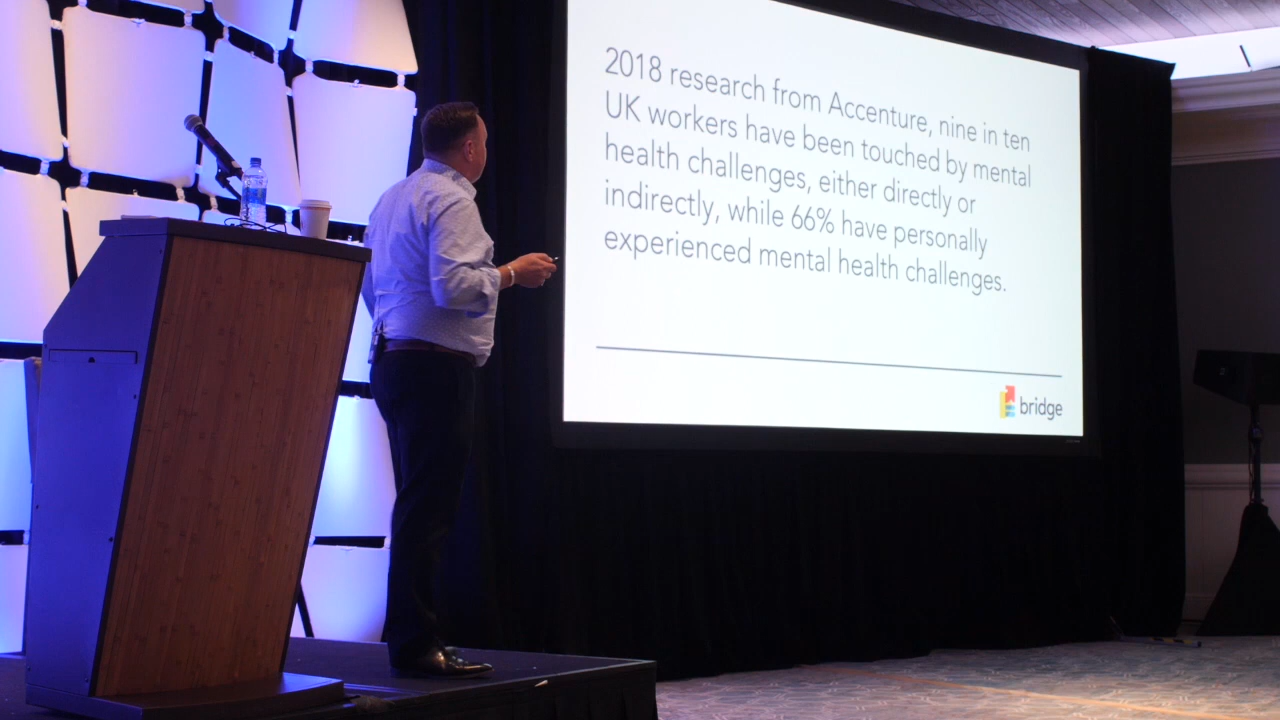 2018 research from Accenture, nine in ten
UK workers have been touched by mental
health challenges, either directly or
indirectly, while 66% have personally
experienced mental health challenges.
bridge